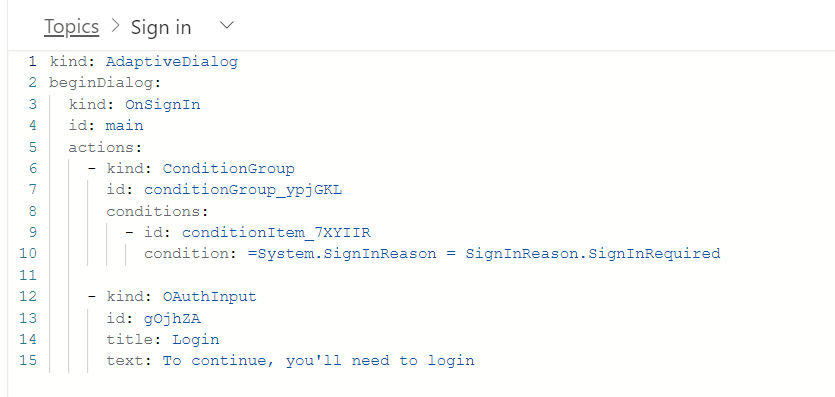 Topics > Sign in
1 kind: AdaptiveDialog
2 beginDialog:
3 kind: OnSignIn
4 id: main
5 actions:
6 - kind: ConditionGroup
7 id: conditionGroup_ypjGKL
8 conditions:
9 - id: conditionItem_7XYIIR
10 condition: =System.SignInReason = SignInReason.SignInRequired
11
12 - kind: OAuthInput
13 id: gOjhZA
14 title: Login
15 text: To continue, you'll need to login